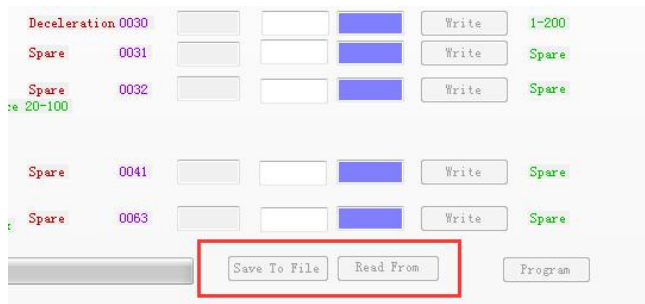 Deceleration 0030 Write 1-200
Spare 0031 Write Spare
Spare 0032 Write Spare
20-100
Spare 0041 Write Spare
Spare 0063 Write Spare
Save To File Read From Program